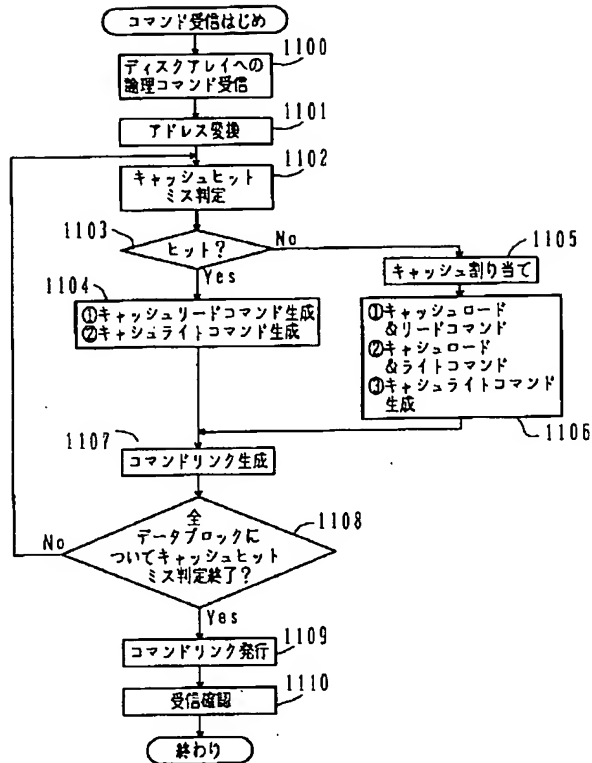 コマンド受信はじめ
1100
ディスクアレイへの
論理コマンド受信
1101
アドレス変換
1102
キャッシュヒット
ミス判定
1103
ヒット?
No
Yes
1104
①キャッシュリードコマンド生成
②キャシュライトコマンド生成
1105
キャッシュ割り当て
①キャッシュロード
&リードコマンド
②キャシュロード
&ライトコマンド
③キャシュライトコマンド
生成
1106
1107
コマンドリンク生成
1108
全
データブロックに
ついてキャッシュヒット
ミス判定終了?
No
Yes
1109
コマンドリンク発行
1110
受信確認
終わり